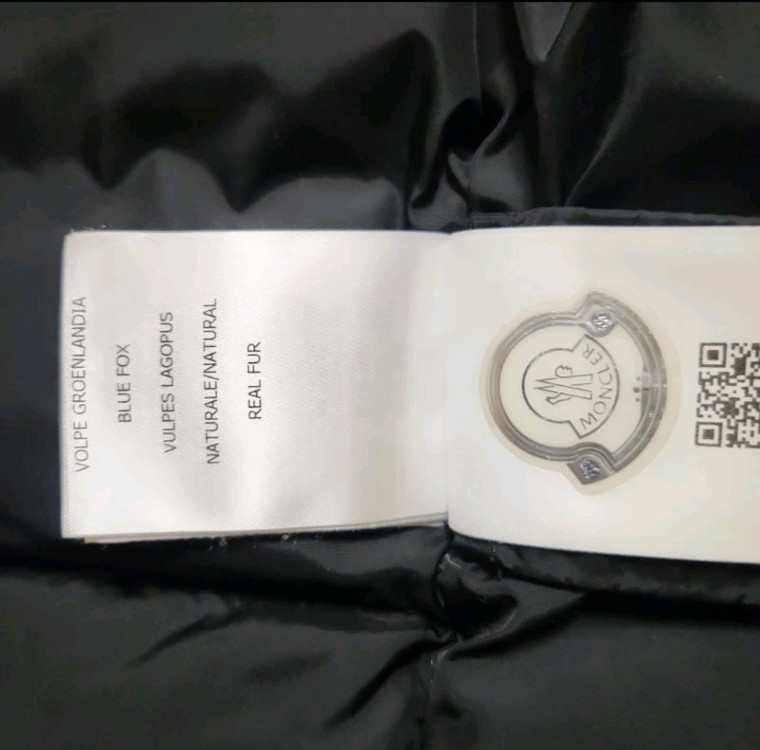 VOLPE GROENLANDIA
BLUE FOX
VULPES LAGOPUS
NATURALE/NATURAL
REAL FUR
MONCLER